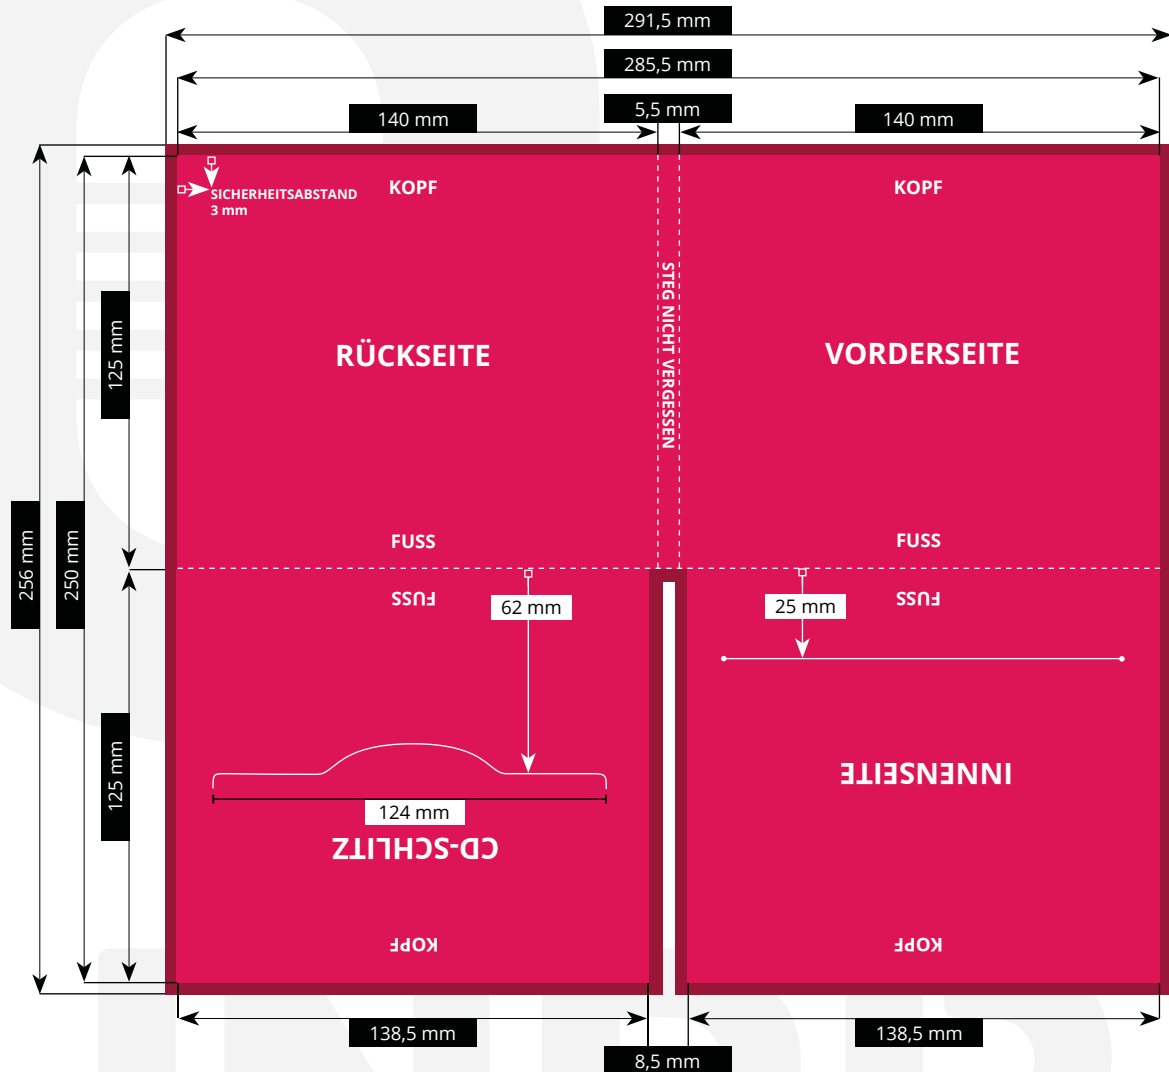 291,5 mm
285,5 mm
5,5 mm
140 mm
140 mm
SICHERHEITSABSTAND
3 mm
KOPF
KOPF
STEG NICHT VERGESSEN
125 mm
RÜCKSEITE
VORDERSEITE
256 mm
250 mm
FUSS
FUSS
FUSS
FUSS
62 mm
25 mm
125 mm
INNENSEITE
124 mm
CD-SCHLITZ
KOPF
KOPF
138,5 mm
138,5 mm
8,5 mm